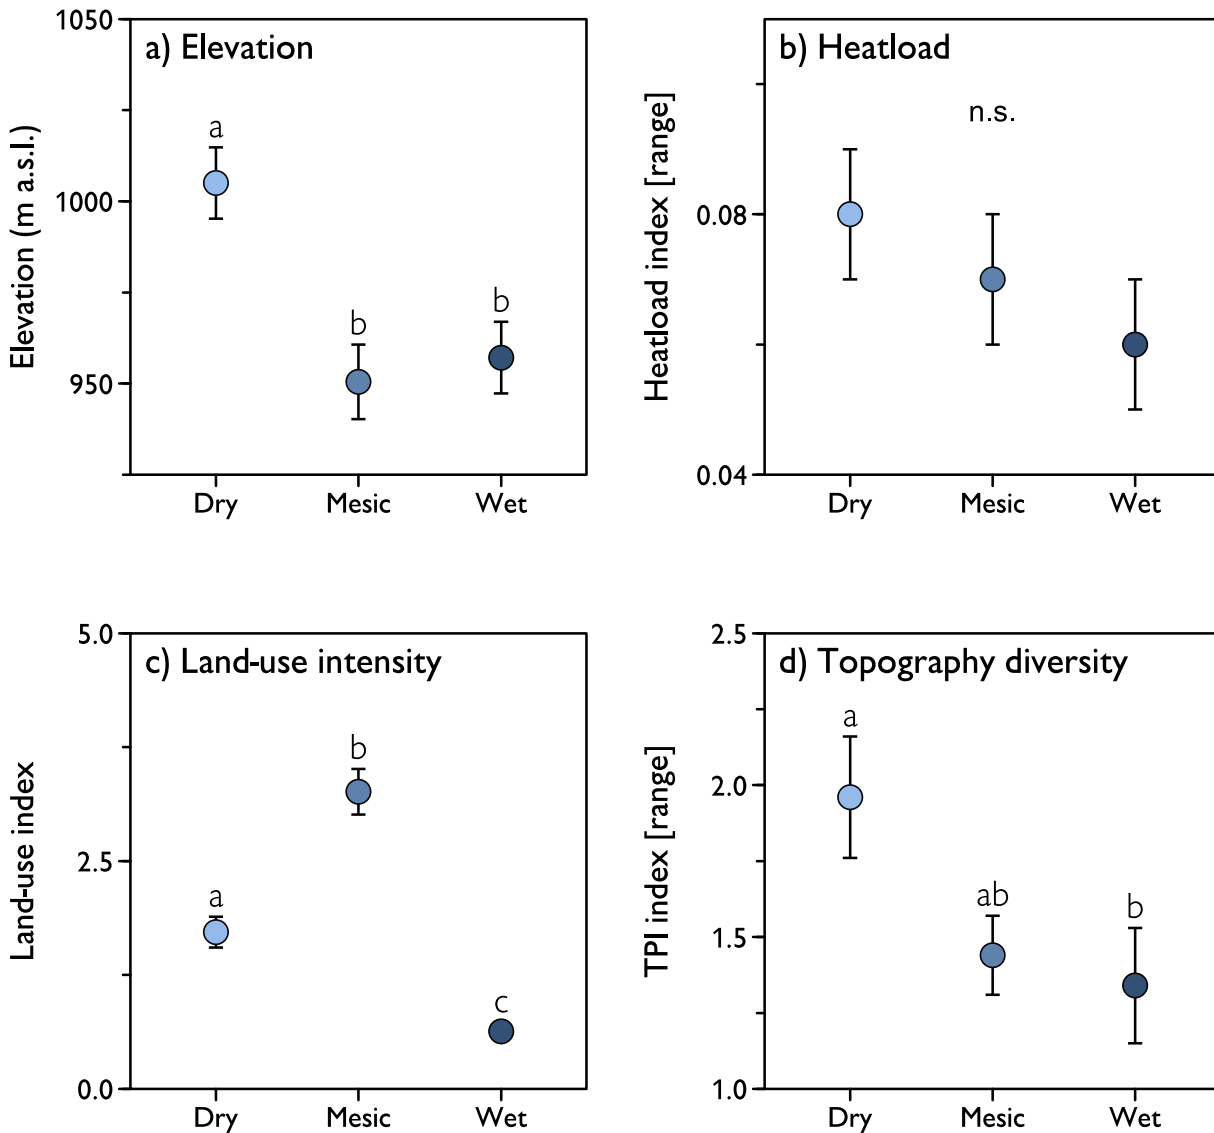 a) Elevation
Elevation (m a.s.l.)
1050
1000
950
a
b
b
Dry
Mesic
Wet
b) Heatload
Heatload index [range]
n.s.
0.08
0.04
Dry
Mesic
Wet
c) Land-use intensity
Land-use index
5.0
2.5
0.0
a
b
c
Dry
Mesic
Wet
d) Topography diversity
TPI index [range]
2.5
2.0
1.5
1.0
a
ab
b
Dry
Mesic
Wet